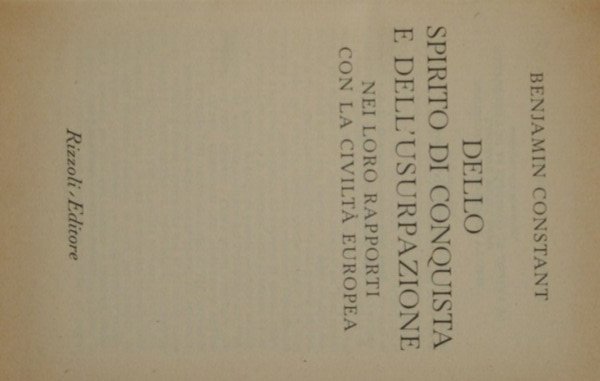 BENJAMIN CONSTANT
DELLO
SPIRITO DI CONQUISTA
E DELL'USURPAZIONE
NEI LORO RAPPORTI
CON LA CIVILTÀ EUROPEA
Rizzoli · Editore